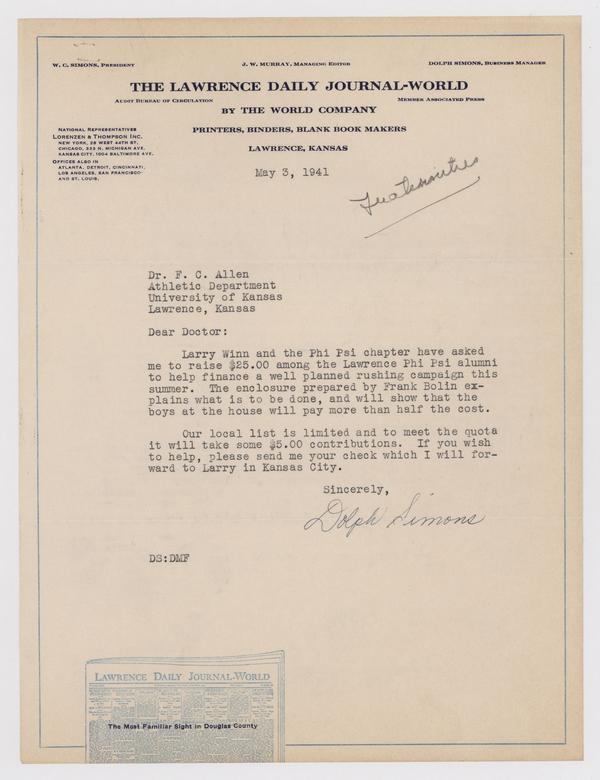 W. C. SIMONS, PRESIDENT
J. W. MURRAY, MANAGING EDITOR
DOLPH SIMONS, BUSINESS MANAGER
THE LAWRENCE DAILY JOURNAL-WORLD
AUDIT BUREAU OF CIRCULATION
MEMBER ASSOCIATED PRESS
BY THE WORLD COMPANY
PRINTERS, BINDERS, BLANK BOOK MAKERS
LAWRENCE, KANSAS
NATIONAL REPRESENTATIVES
LORENZEN & THOMPSON INC.
NEW YORK, 28 WEST 44TH ST.
CHICAGO, 333 N. MICHIGAN AVE.
KANSAS CITY, 1004 BALTIMORE AVE.
OFFICES ALSO IN
ATLANTA, DETROIT, CINCINNATI,
LOS ANGELES, SAN FRANCISCO
AND ST. LOUIS.
May 3, 1941
Dr. F. C. Allen
Athletic Department
University of Kansas
Lawrence, Kansas
Dear Doctor:
Larry Winn and the Phi Psi chapter have asked
me to raise $25.00 among the Lawrence Phi Psi alumni
to help finance a well planned rushing campaign this
summer. The enclosure prepared by Frank Bolin ex-
plains what is to be done, and will show that the
boys at the house will pay more than half the cost.
Our local list is limited and to meet the quota
it will take some $5.00 contributions. If you wish
to help, please send me your check which I will for-
ward to Larry in Kansas City.
Sincerely,
Dolph Simons
DS:DMF
LAWRENCE DAILY JOURNAL-WORLD
The Most Familiar Sight in Douglas County